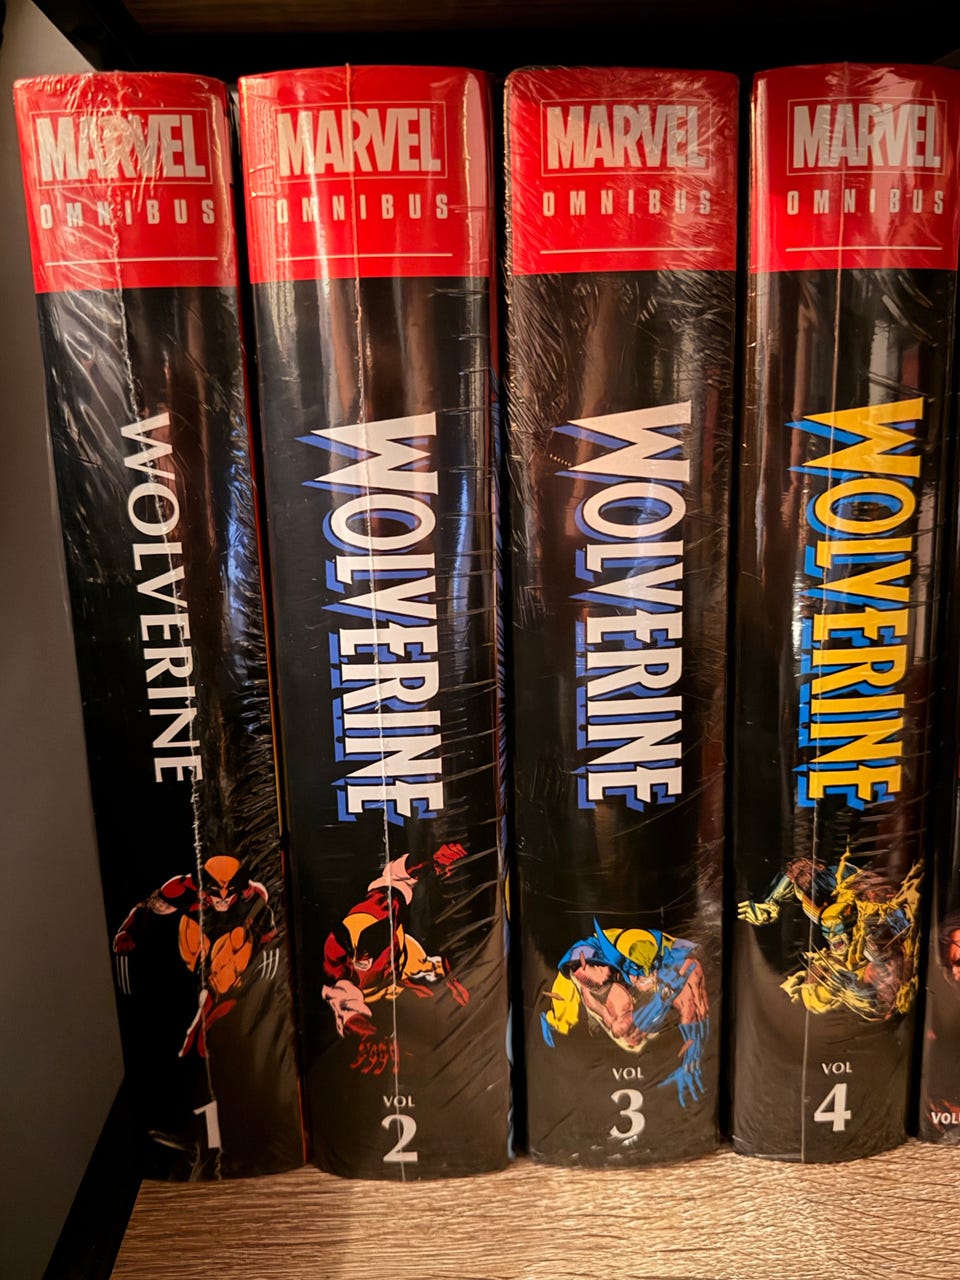 MARVEL
OMNIBUS
WOLVERINE
1
MARVEL
OMNIBUS
WOLVERINE
VOL
2
MARVEL
OMNIBUS
WOLVERINE
VOL
3
MARVEL
OMNIBUS
WOLVERINE
VOL
4